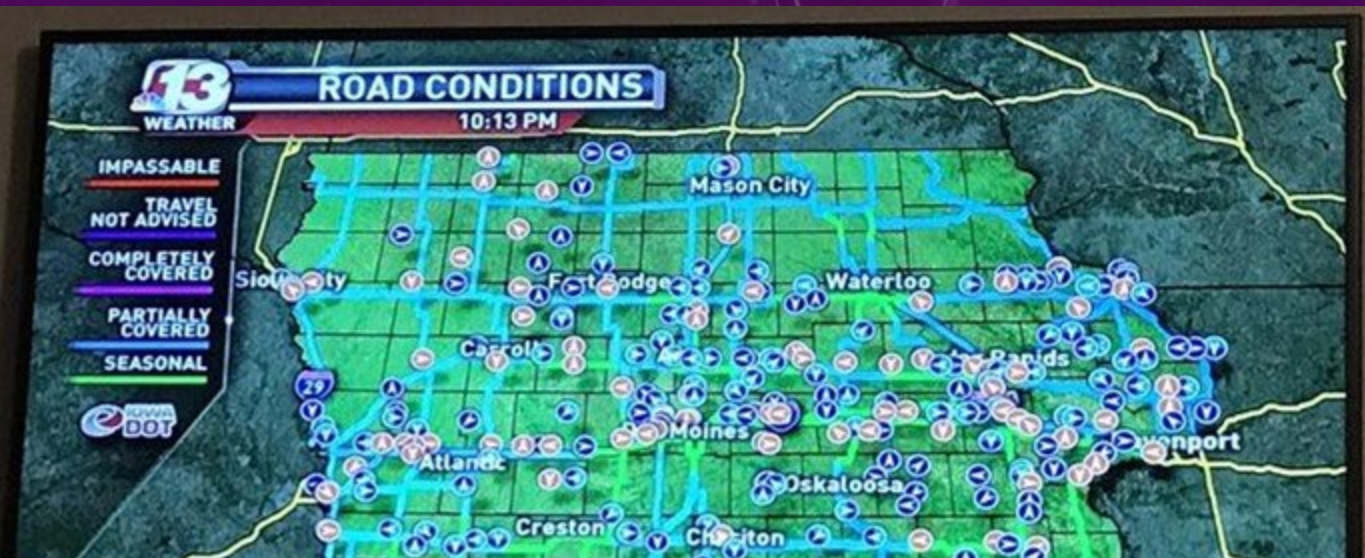 13
ROAD CONDITIONS
WEATHER
10:13 PM
IMPASSABLE
TRAVEL
NOT ADVISED
COMPLETELY
COVERED
PARTIALLY
COVERED
SEASONAL
IOWA
DOT
Mason City
Waterloo
29
Moines
Atlantic
Oskaloosa
Creston